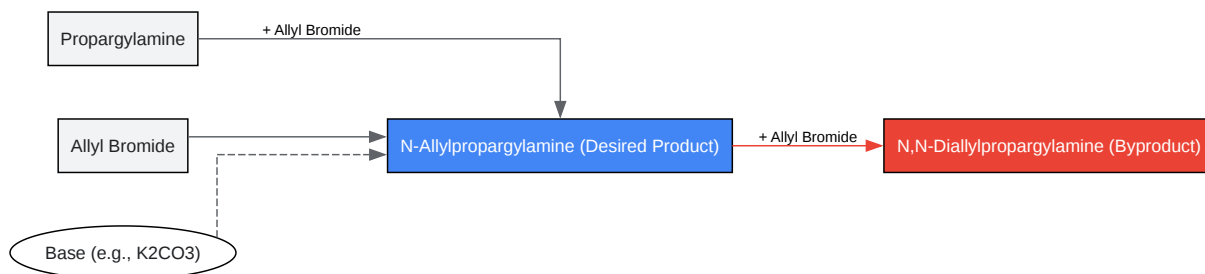 Propargylamine
+ Allyl Bromide
Allyl Bromide
N-Allylpropargylamine (Desired Product)
+ Allyl Bromide
N,N-Diallylpropargylamine (Byproduct)
Base (e.g., K2CO3)